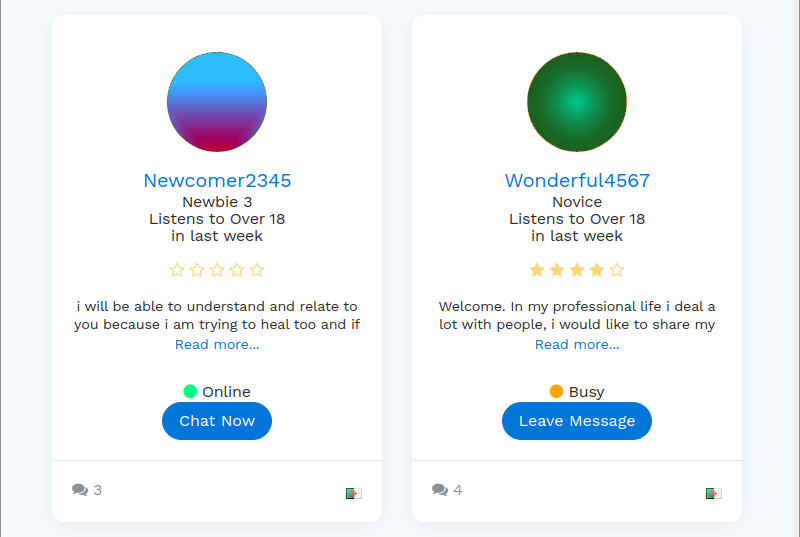 Newcomer2345
Newbie 3
Listens to Over 18
in last week
i will be able to understand and relate to
you because i am trying to heal too and if
Read more...
Online
Chat Now
3
Wonderful4567
Novice
Listens to Over 18
in last week
Welcome. In my professional life i deal a
lot with people, i would like to share my
Read more...
Busy
Leave Message
4